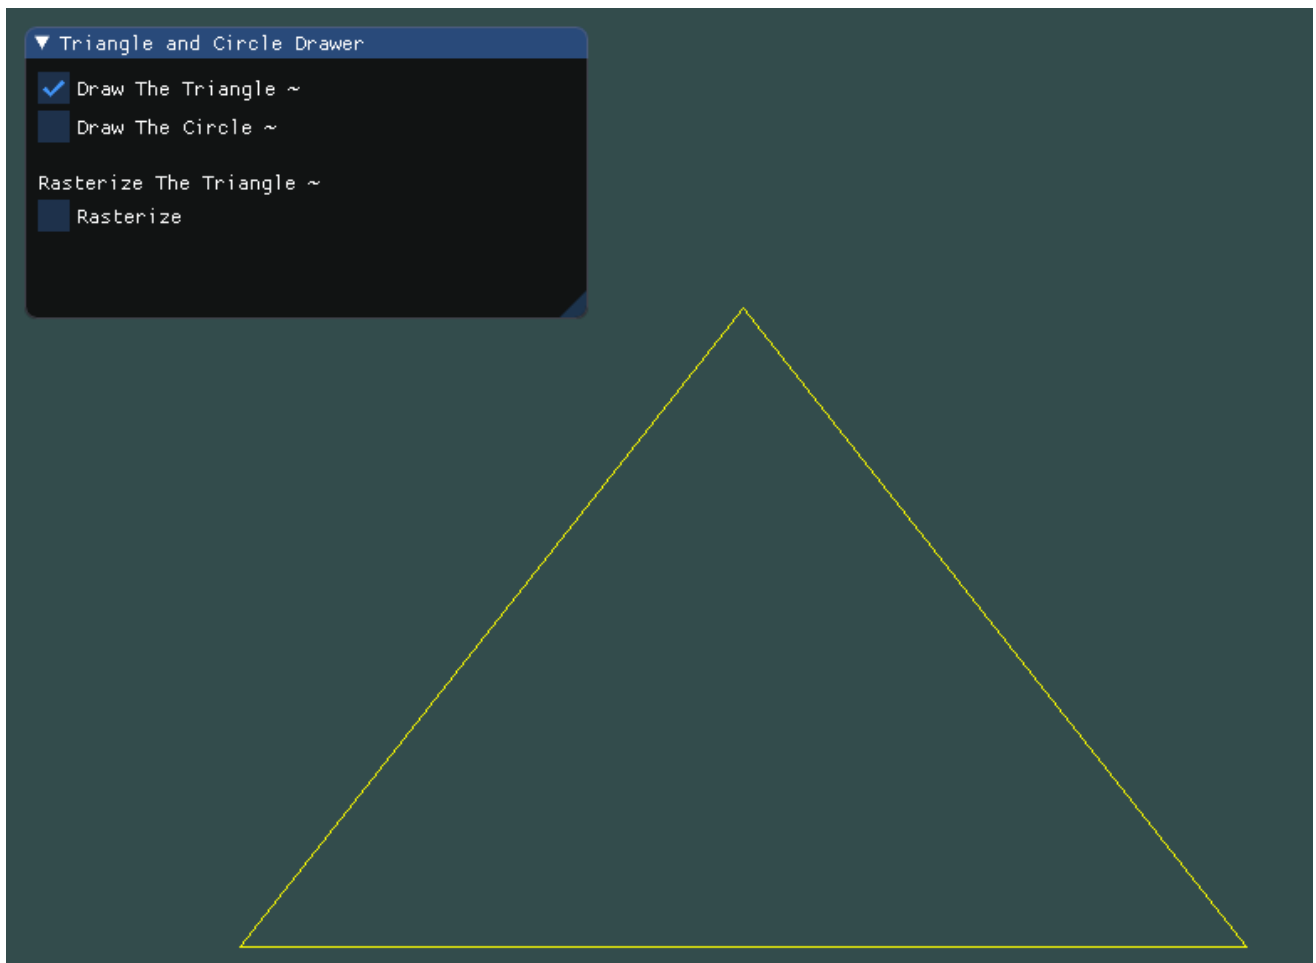 Triangle and Circle Drawer
Draw The Triangle ~
Draw The Circle ~
Rasterize The Triangle ~
Rasterize